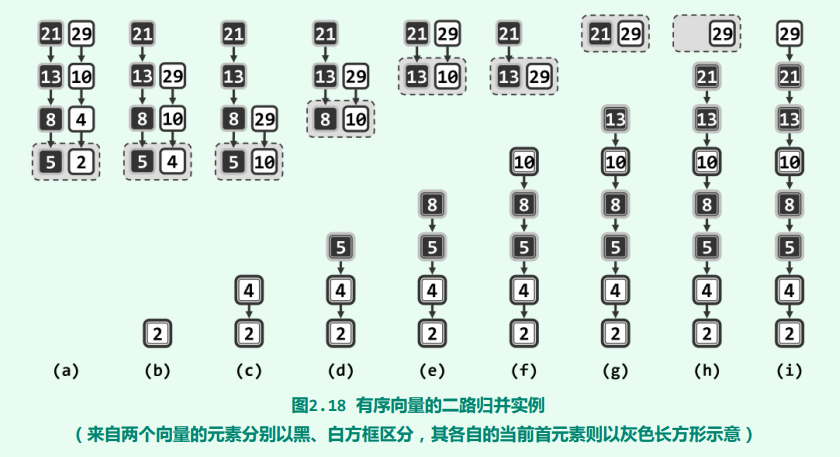 21 29 21 21 21 21 29 21 21 29 29 29
13 10 13 29 13 13 29 13 10 13 29 21 21
8 4 8 10 8 29 8 10 13 13 13
5 2 5 4 5 10 10 10 10 10
8 8 8 8 8
5 5 5 5 5 5
4 4 4 4 4 4 4
2 2 2 2 2 2 2 2
(a) (b) (c) (d) (e) (f) (g) (h) (i)
图2.18 有序向量的二路归并实例
（来自两个向量的元素分别以黑、白方框区分，其各自的当前首元素则以灰色长方形示意）